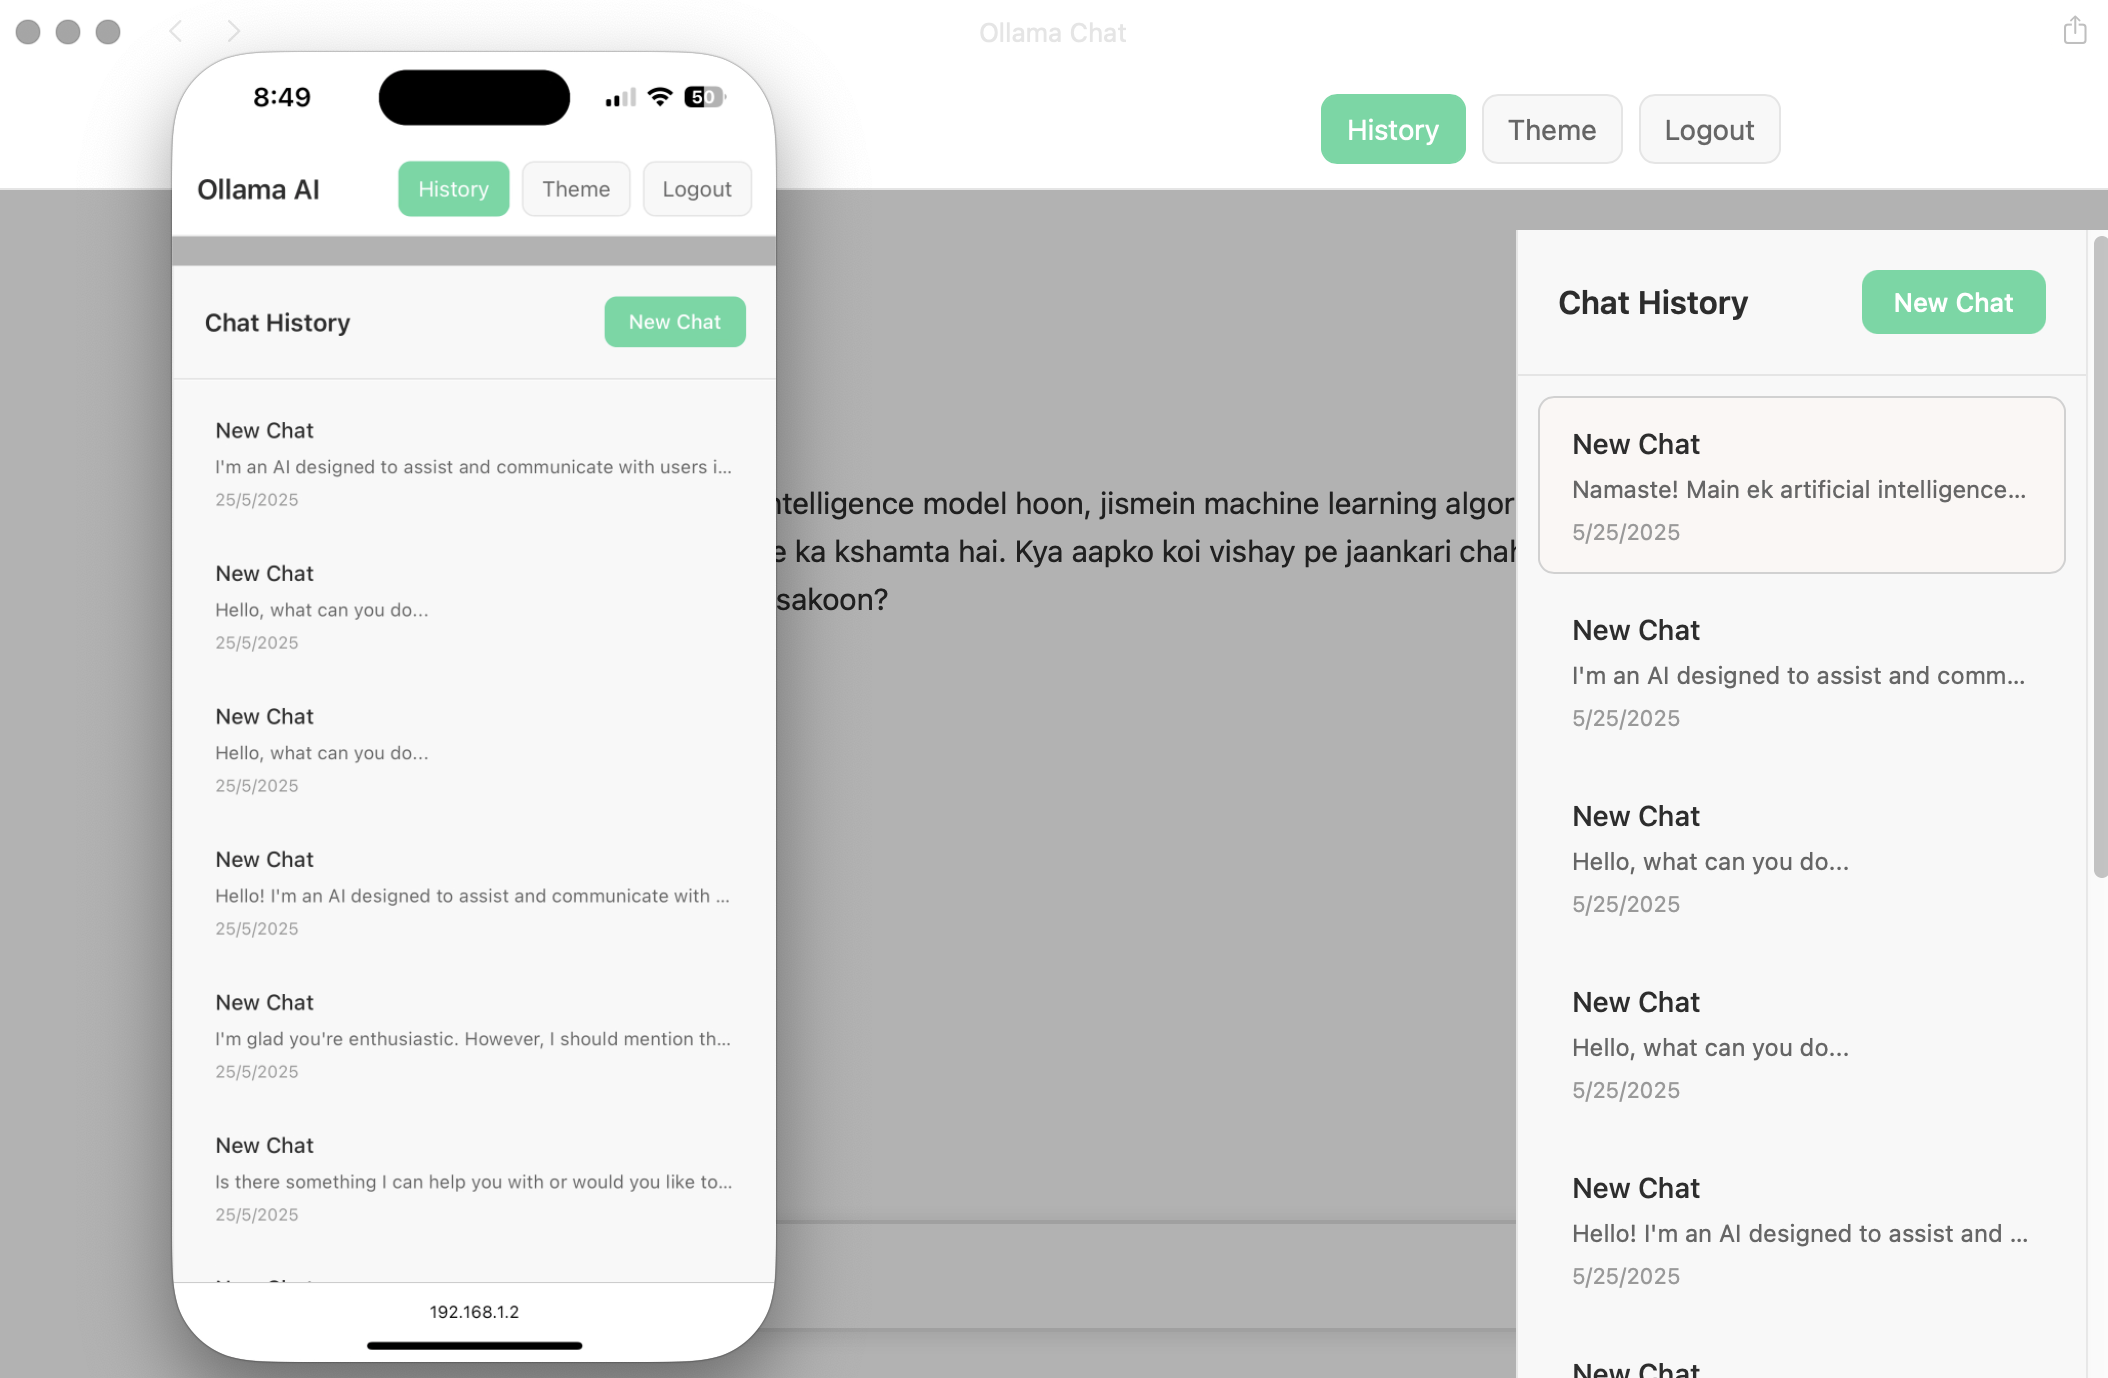 Ollama Chat
History
Theme
Logout
8:49
50
Ollama AI
History
Theme
Logout
Chat History
New Chat
New Chat
I'm an AI designed to assist and communicate with users i...
25/5/2025
New Chat
Hello, what can you do...
25/5/2025
New Chat
Hello, what can you do...
25/5/2025
New Chat
Hello! I'm an AI designed to assist and communicate with ...
25/5/2025
New Chat
I'm glad you're enthusiastic. However, I should mention th...
25/5/2025
New Chat
Is there something I can help you with or would you like to...
25/5/2025
192.168.1.2
ntelligence model hoon, jismein machine learning algor
e ka kshamta hai. Kya aapko koi vishay pe jaankari chah
sakoon?
Chat History
New Chat
New Chat
Namaste! Main ek artificial intelligence...
5/25/2025
New Chat
I'm an AI designed to assist and comm...
5/25/2025
New Chat
Hello, what can you do...
5/25/2025
New Chat
Hello, what can you do...
5/25/2025
New Chat
Hello! I'm an AI designed to assist and ...
5/25/2025
New Chat